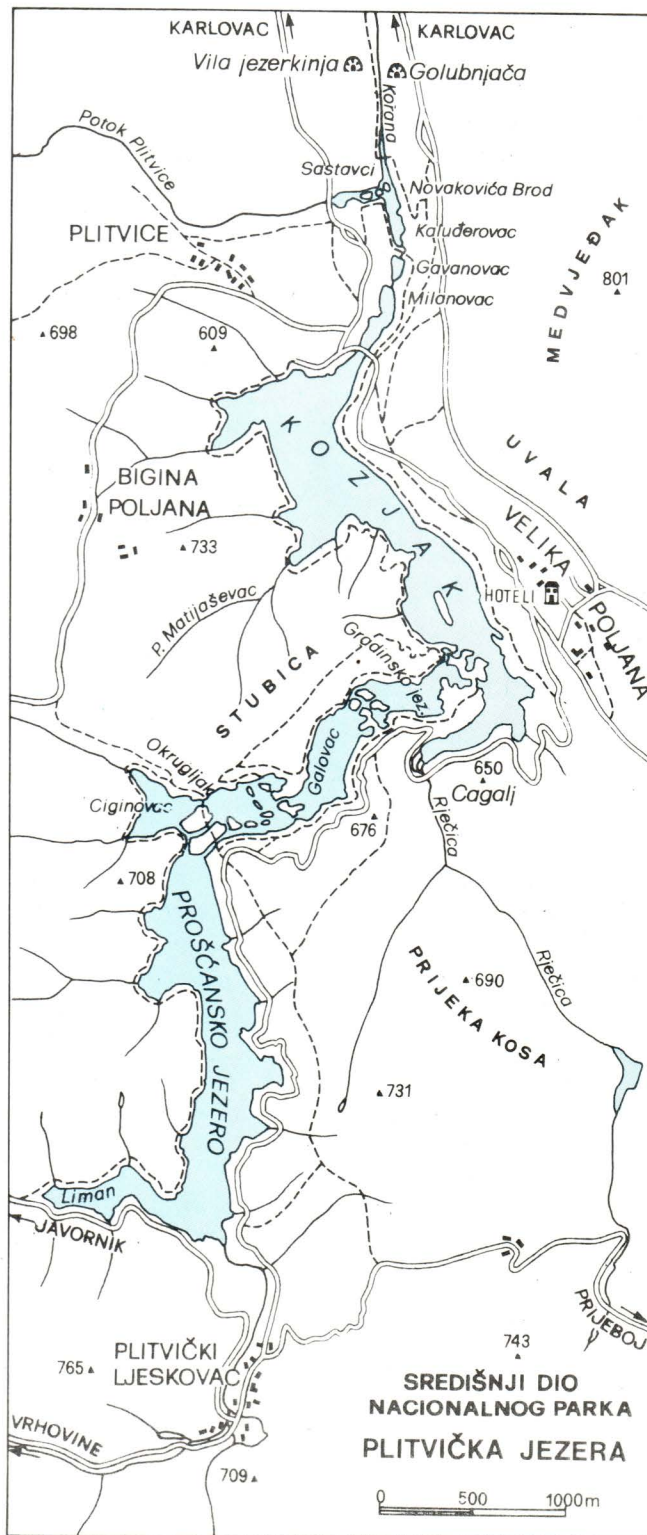 KARLOVAC
KARLOVAC
Vila jezerkinja
Golubnjača
Korana
Potok Plitvice
Sastavci
Novakovića Brod
PLITVICE
Kaluđerovac
Gavanovac
Milanovac
MEDVJEĐAK
801
698
609
KOZJAK
UVALA
BIGINA
POLJANA
VELIKA
POLJANA
733
HOTELI
P. Matijaševac
Gradinsko jez.
STUBICA
Okrugljak
Galovac
Ciginovac
650
Cagalj
676
Rječica
708
PROŠĆANSKO JEZERO
Rječica
690
PRIJEKA KOSA
731
Liman
JAVORNIK
PRIJEBOJ
PLITVIČKI
LJESKOVAC
765
743
SREDIŠNJI DIO
NACIONALNOG PARKA
PLITVIČKA JEZERA
VRHOVINE
709
0 500 1000m